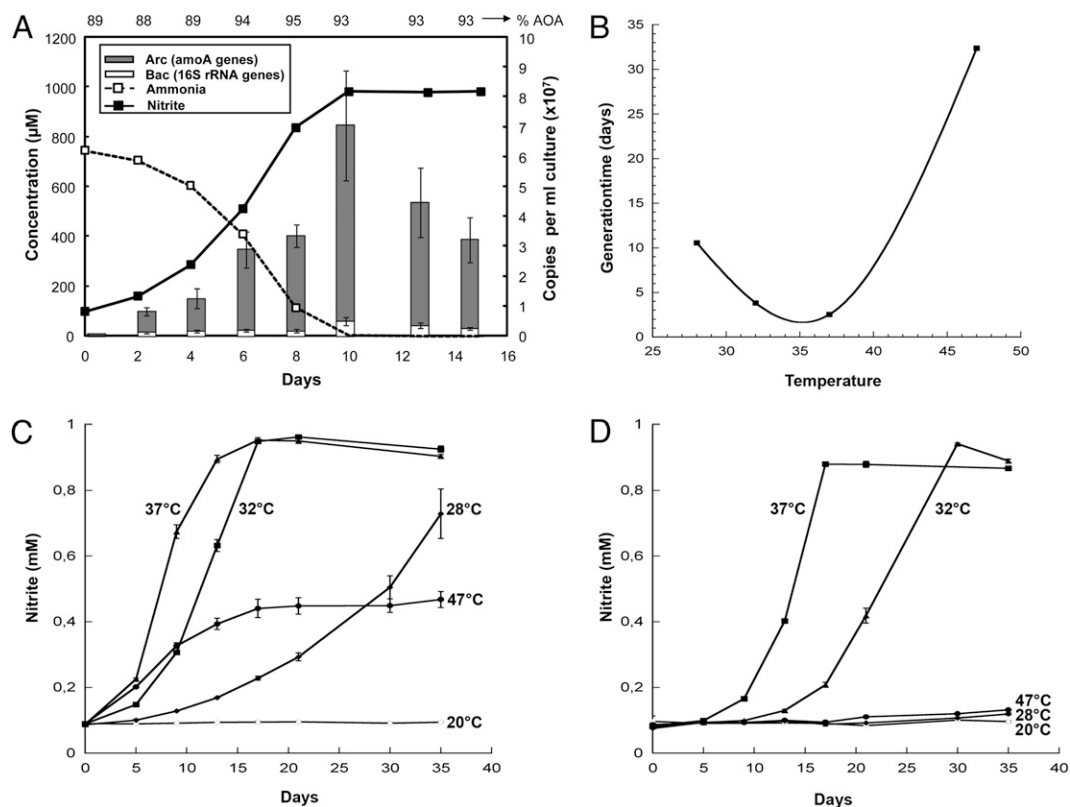 A
89 88 89 94 95 93 93 93 → % AOA
1200 10
Arc (amoA genes)
Bac (16S rRNA genes)
Ammonia
Nitrite
1000
800
600
400
200
0
9
8
7
6
5
4
3
2
1
0
Concentration (µM)
Copies per ml culture (x10⁷)
0 2 4 6 8 10 12 14 16
Days
B
35
30
25
20
15
10
5
0
Generationtime (days)
25 30 35 40 45 50
Temperature
C
1
0,8
0,6
0,4
0,2
0
Nitrite (mM)
37°C
32°C
28°C
47°C
20°C
0 5 10 15 20 25 30 35 40
Days
D
1
0,8
0,6
0,4
0,2
0
Nitrite (mM)
37°C
32°C
47°C
28°C
20°C
0 5 10 15 20 25 30 35 40
Days